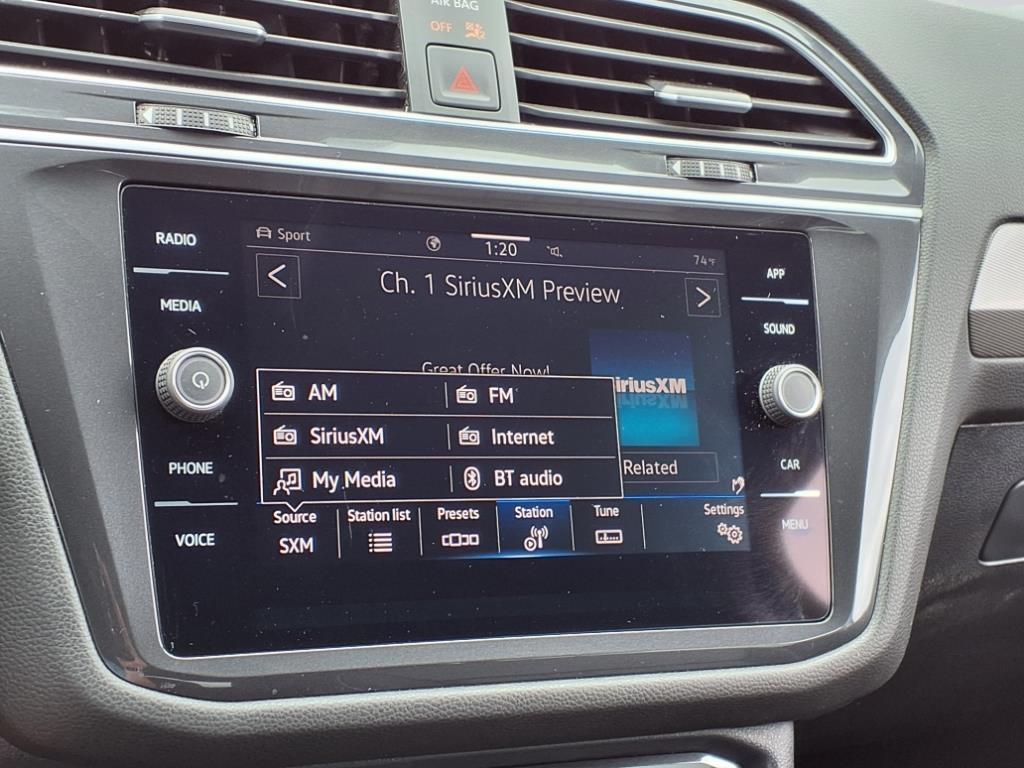 AIR BAG
OFF
RADIO
MEDIA
PHONE
VOICE
Sport
1:20
74°F
Ch. 1 SiriusXM Preview
Great Offer Now!
AM
FM
SiriusXM
Internet
My Media
BT audio
iriusXM
Related
Source
SXM
Station list
Presets
Station
Tune
Settings
APP
SOUND
CAR
MENU